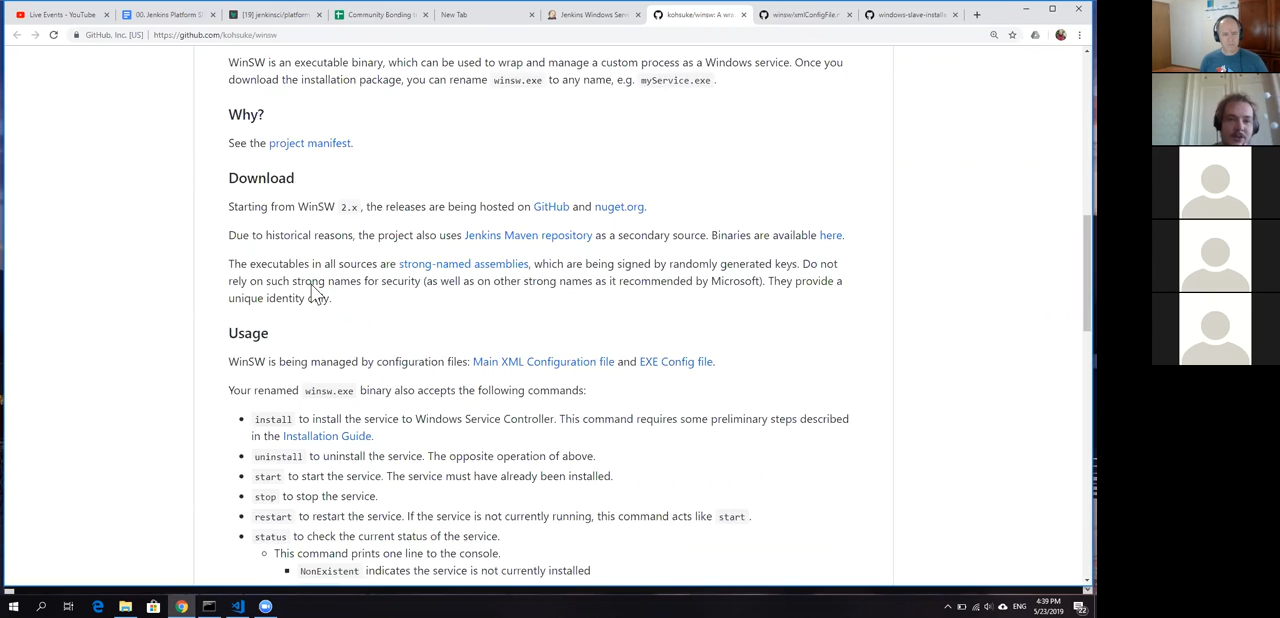 Live Events - YouTube
00. Jenkins Platform S
[19] jenkinsci/platform
Community Bonding t
New Tab
Jenkins Windows Serv
kohsuke/winsw: A wra
winsw/xmlConfigFile.r
windows-slave-install
GitHub, Inc. [US] | https://github.com/kohsuke/winsw
WinSW is an executable binary, which can be used to wrap and manage a custom process as a Windows service. Once you
download the installation package, you can rename winsw.exe to any name, e.g. myService.exe .
Why?
See the project manifest.
Download
Starting from WinSW 2.x , the releases are being hosted on GitHub and nuget.org.
Due to historical reasons, the project also uses Jenkins Maven repository as a secondary source. Binaries are available here.
The executables in all sources are strong-named assemblies, which are being signed by randomly generated keys. Do not
rely on such strong names for security (as well as on other strong names as it recommended by Microsoft). They provide a
unique identity only.
Usage
WinSW is being managed by configuration files: Main XML Configuration file and EXE Config file.
Your renamed winsw.exe binary also accepts the following commands:
• install to install the service to Windows Service Controller. This command requires some preliminary steps described
in the Installation Guide.
• uninstall to uninstall the service. The opposite operation of above.
• start to start the service. The service must have already been installed.
• stop to stop the service.
• restart to restart the service. If the service is not currently running, this command acts like start .
• status to check the current status of the service.
◦ This command prints one line to the console.
▪ NonExistent indicates the service is not currently installed
ENG
4:39 PM
5/23/2019
22